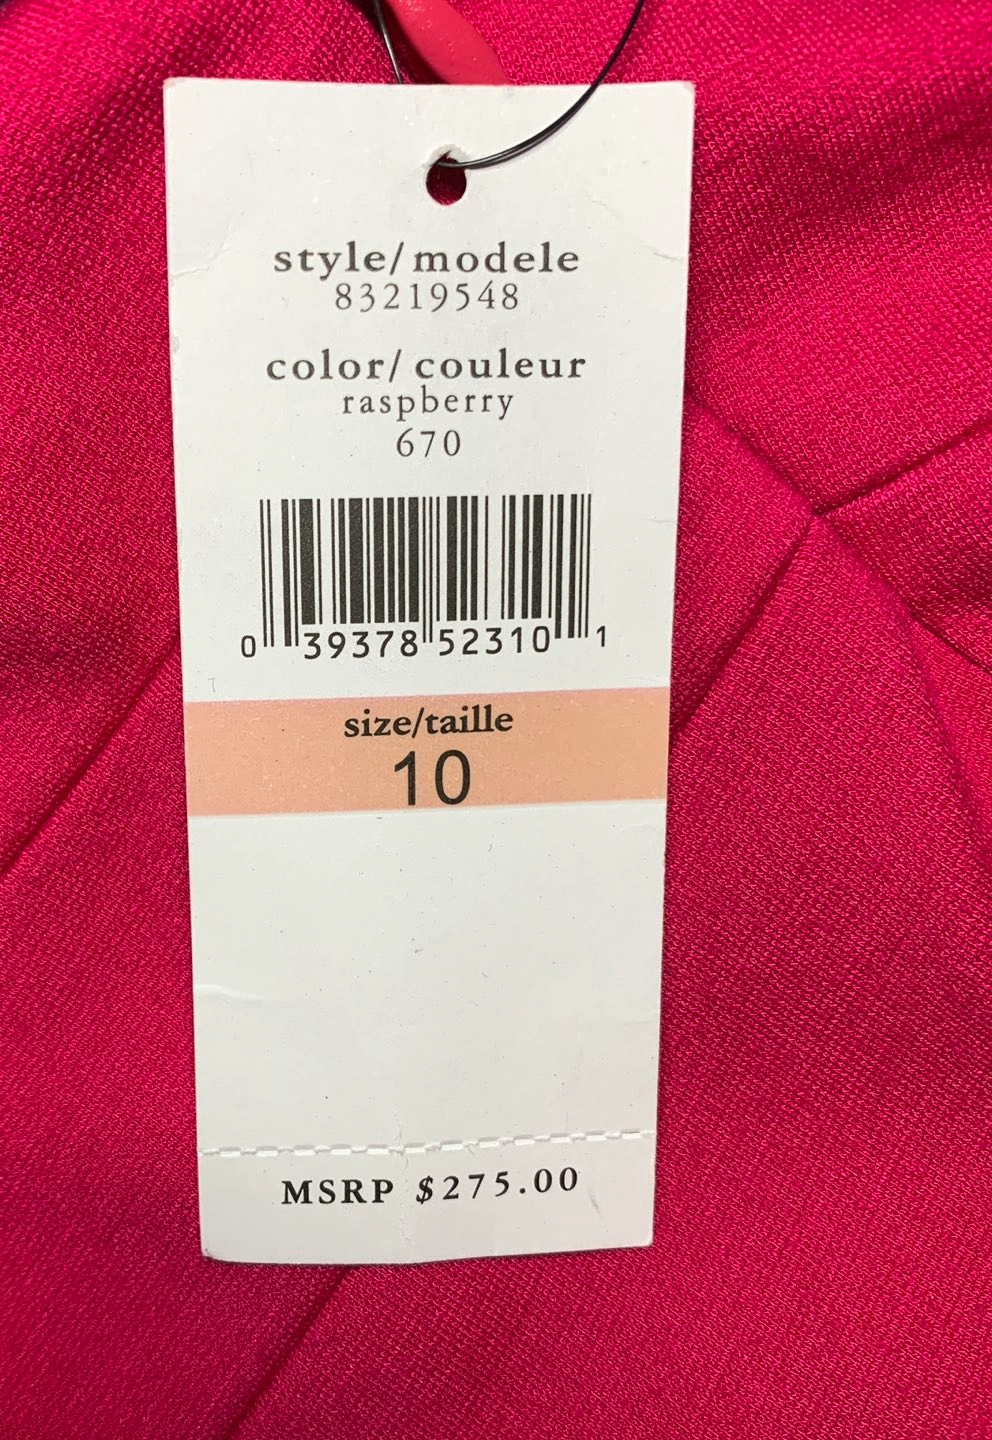 style/modele
83219548
color/couleur
raspberry
670
0 39378 52310 1
size/taille
10
MSRP $275.00